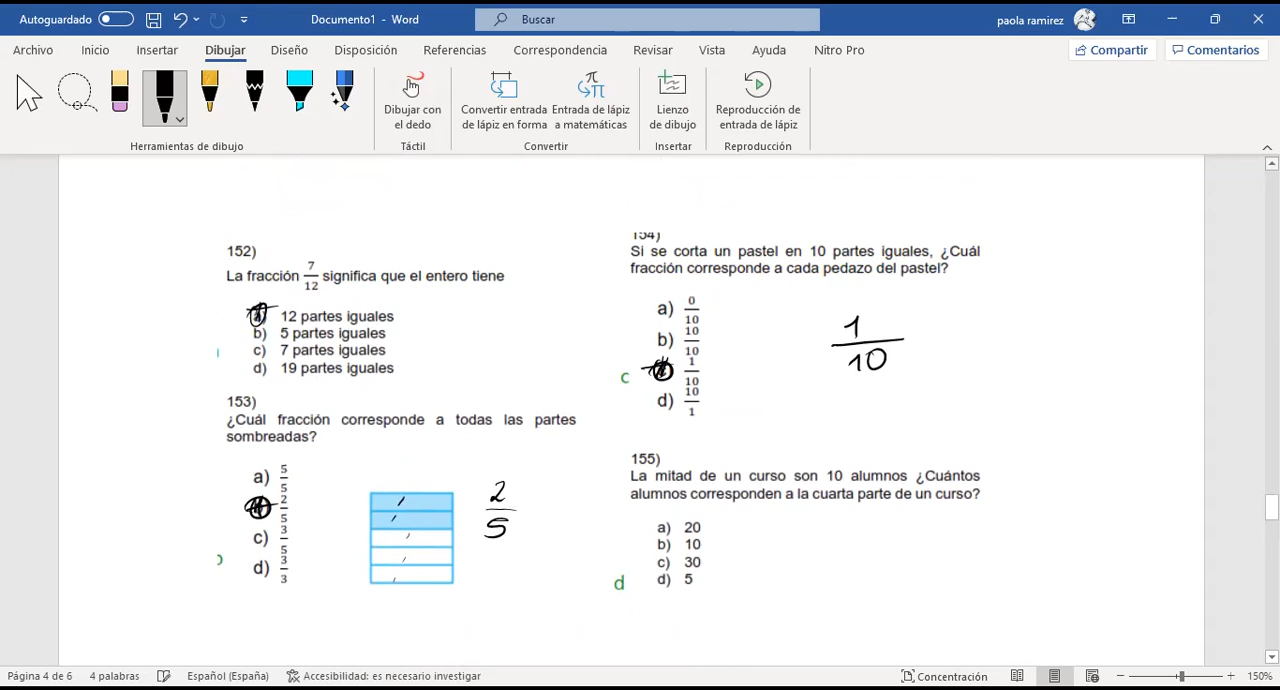 Autoguardado
Documento1 - Word
Buscar
paola ramirez
Archivo Inicio Insertar Dibujar Diseño Disposición Referencias Correspondencia Revisar Vista Ayuda Nitro Pro
Compartir Comentarios
Dibujar con el dedo
Convertir entrada de lápiz en forma
Entrada de lápiz a matemáticas
Lienzo de dibujo
Reproducción de entrada de lápiz
Herramientas de dibujo Táctil Convertir Insertar Reproducción
152)
La fracción 7/12 significa que el entero tiene
12 partes iguales
b) 5 partes iguales
c) 7 partes iguales
d) 19 partes iguales
153)
¿Cuál fracción corresponde a todas las partes
sombreadas?
a) 5/5
2/5
c) 3/5
d) 3/3
b
2/5
154)
Si se corta un pastel en 10 partes iguales, ¿Cuál
fracción corresponde a cada pedazo del pastel?
a) 0/10
b) 10/10
c 1/10
d) 10/1
1/10
155)
La mitad de un curso son 10 alumnos ¿Cuántos
alumnos corresponden a la cuarta parte de un curso?
a) 20
b) 10
c) 30
d) 5
d
Página 4 de 6 4 palabras Español (España) Accesibilidad: es necesario investigar Concentración 150%